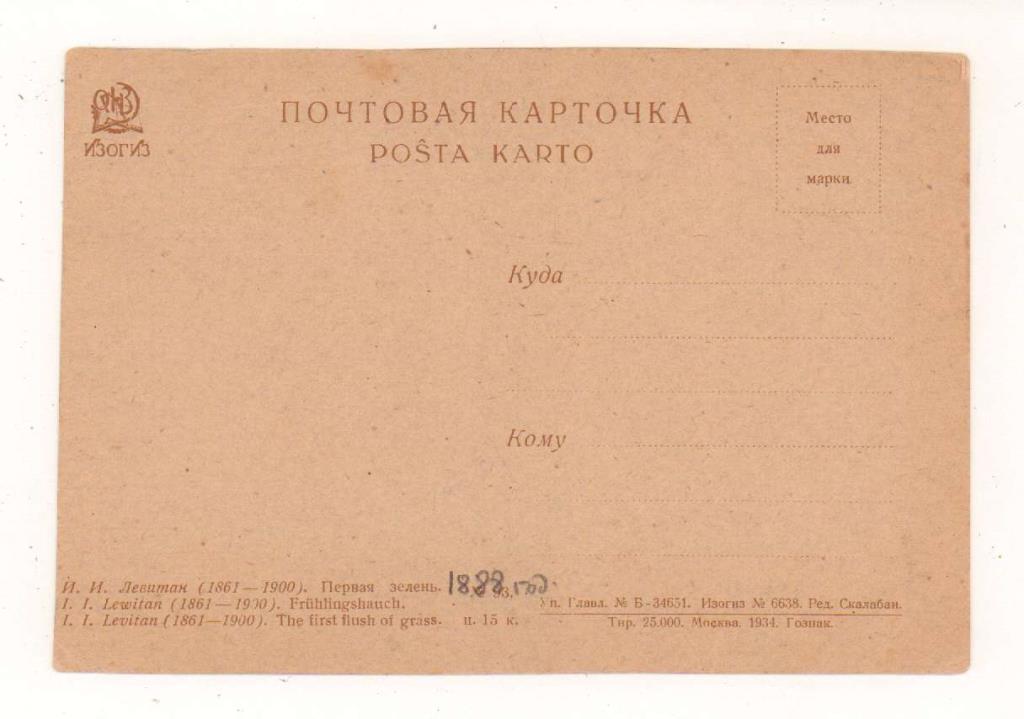 ИЗОГИЗ
ПОЧТОВАЯ КАРТОЧКА
POŜTA KARTO
Место
для
марки
Куда
Кому
И. И. Левитан (1861—1900). Первая зелень. 1888
I. I. Lewitan (1861—1900). Frühlingshauch.
I. I. Levitan (1861—1900). The first flush of grass. ц. 15 к.
Уп. Главл. № Б-34651. Изогиз № 6638. Ред. Скалабан.
Тир. 25.000. Москва. 1934. Гознак.